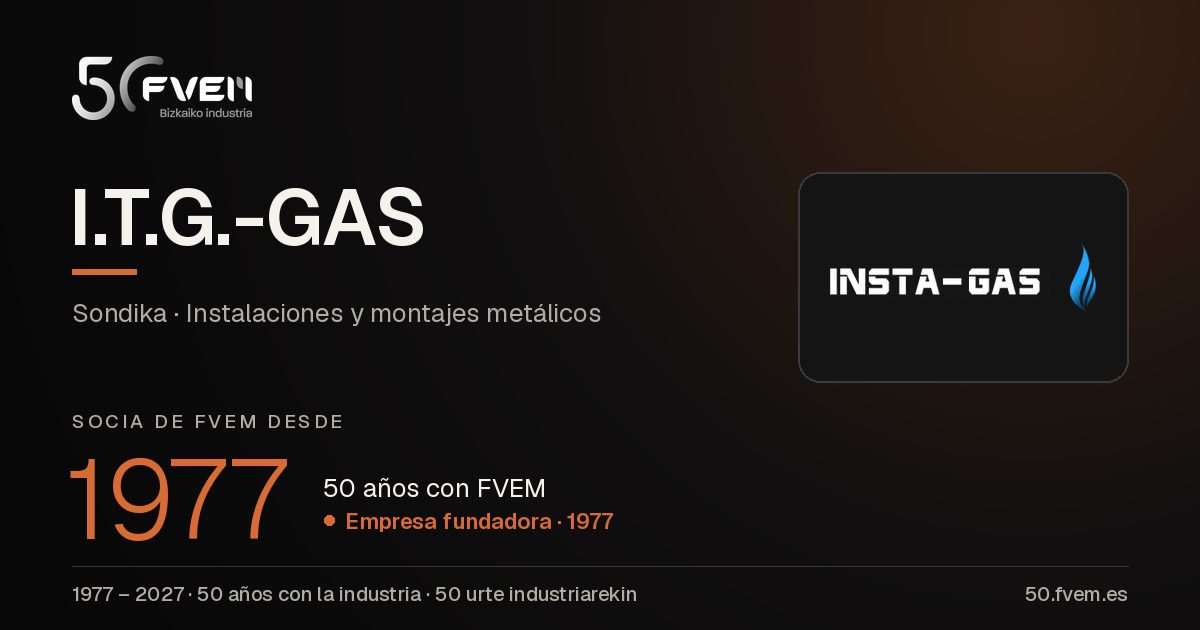 50 FVEM
Bizkaiko industria
I.T.G.-GAS
Sondika · Instalaciones y montajes metálicos
INSTA-GAS
SOCIA DE FVEM DESDE
1977
50 años con FVEM
Empresa fundadora · 1977
1977 – 2027 · 50 años con la industria · 50 urte industriarekin
50.fvem.es